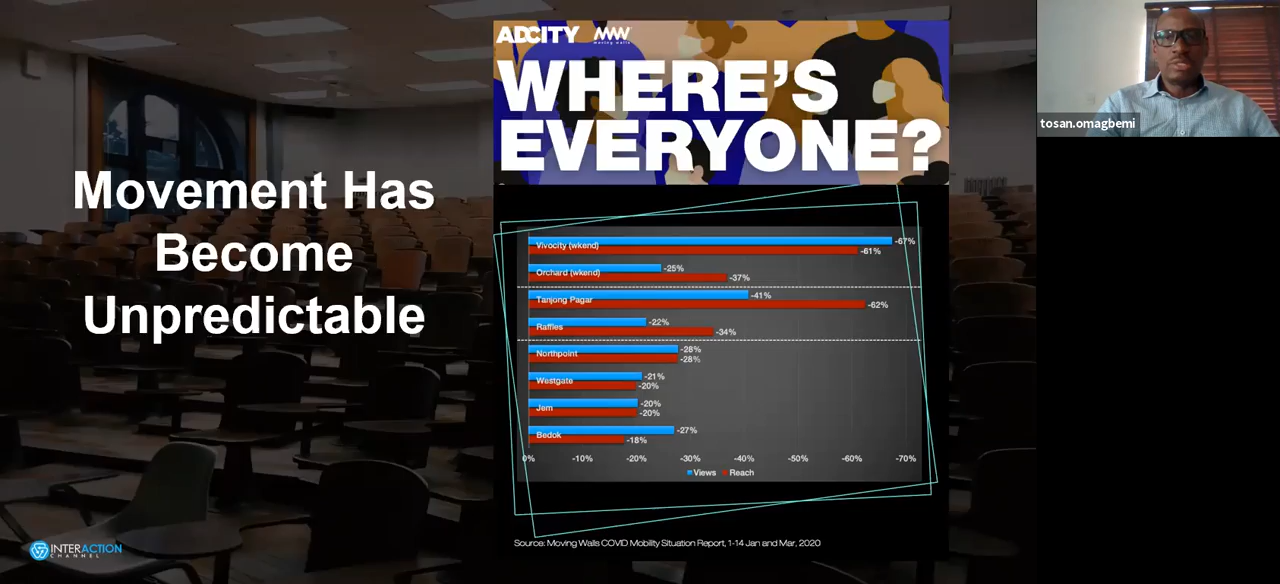 Movement Has
Become
Unpredictable
INTERACTION
CHANNEL
ADCITY
moving walls
WHERE'S
EVERYONE?
Vivocity (wkend)
-67%
-61%
Orchard (wkend)
-25%
-37%
Tanjong Pagar
-41%
-62%
Raffles
-22%
-34%
Northpoint
-28%
-28%
Westgate
-21%
-20%
Jem
-20%
-20%
Bedok
-27%
-18%
0% -10% -20% -30% -40% -50% -60% -70%
Views Reach
Source: Moving Walls COVID Mobility Situation Report, 1-14 Jan and Mar, 2020
tosan.omagbemi